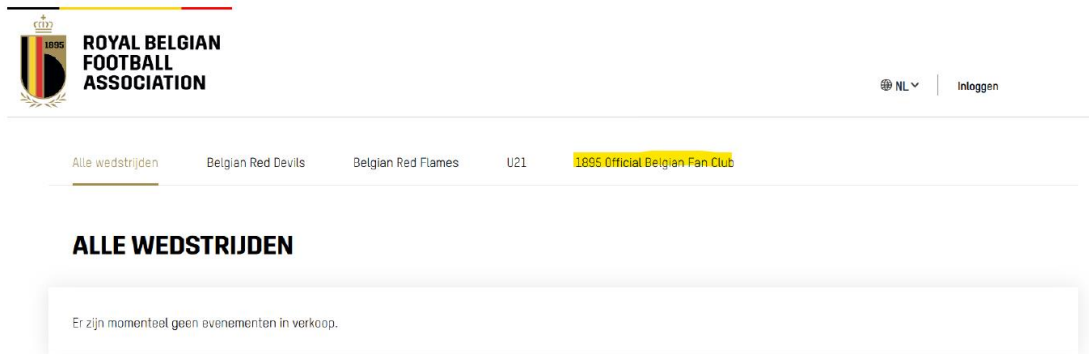 1895
ROYAL BELGIAN
FOOTBALL
ASSOCIATION
NL
Inloggen
Alle wedstrijden Belgian Red Devils Belgian Red Flames U21 1895 Official Belgian Fan Club
ALLE WEDSTRIJDEN
Er zijn momenteel geen evenementen in verkoop.